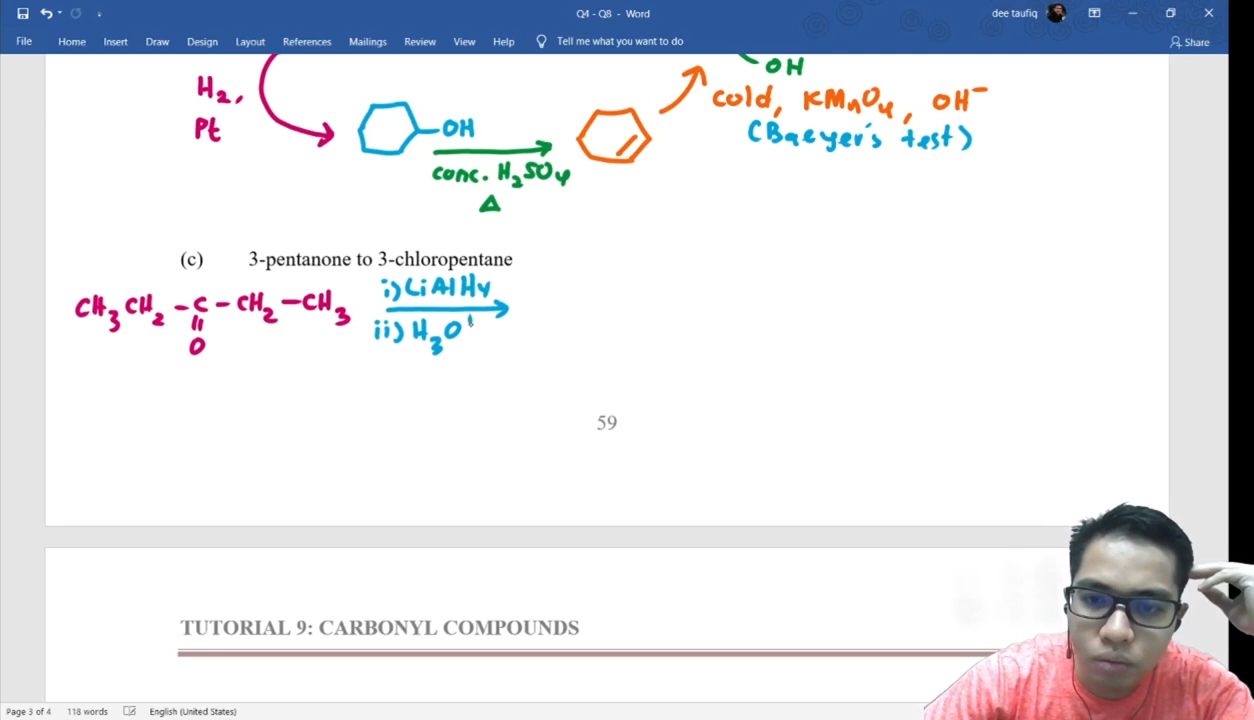 Q4 - Q8 - Word
dee taufiq
File Home Insert Draw Design Layout References Mailings Review View Help Tell me what you want to do Share
OH
H₂,
Pt
OH
conc. H₂SO₄
Δ
cold, KMnO₄, OH⁻
(Baeyer's test)
(c) 3-pentanone to 3-chloropentane
CH₃CH₂-C-CH₂-CH₃
O
i) LiAlH₄
ii) H₃O⁺
59
TUTORIAL 9: CARBONYL COMPOUNDS
Page 3 of 4 118 words English (United States)